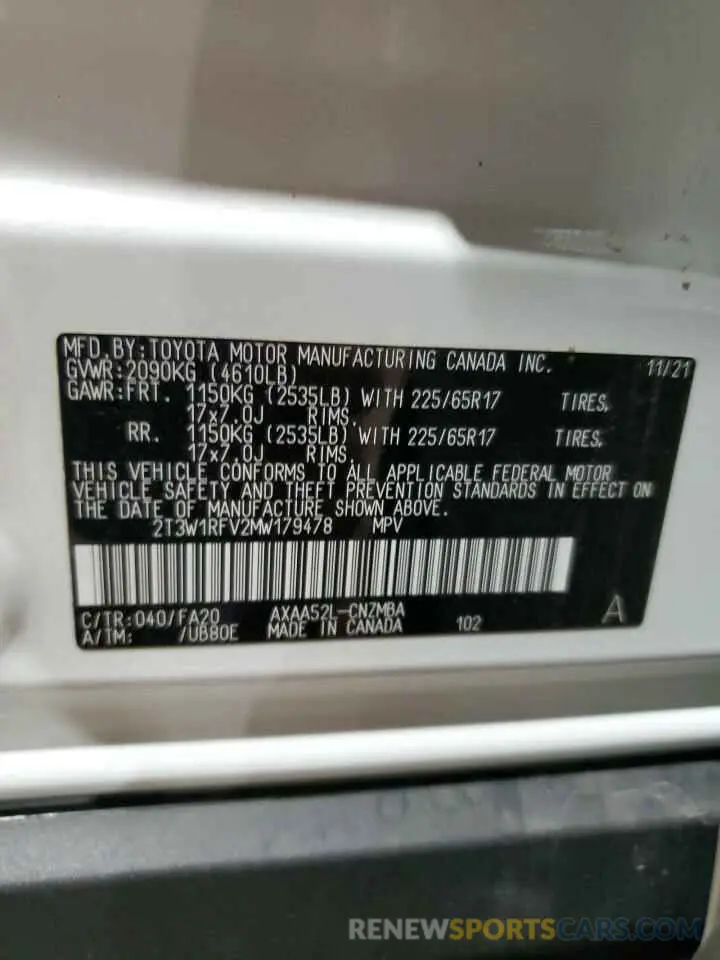 MFD.BY:TOYOTA MOTOR MANUFACTURING CANADA INC. 11/21
GVWR:2090KG (4610LB)
GAWR:FRT. 1150KG (2535LB) WITH 225/65R17 TIRES,
17x7.0J RIMS.
RR. 1150KG (2535LB) WITH 225/65R17 TIRES,
17x7.0J RIMS.
THIS VEHICLE CONFORMS TO ALL APPLICABLE FEDERAL MOTOR
VEHICLE SAFETY AND THEFT PREVENTION STANDARDS IN EFFECT ON
THE DATE OF MANUFACTURE SHOWN ABOVE.
2T3W1RFV2MW179478 MPV
C/TR:040/FA20 AXAA52L-CNZMBA A
A/TM: /UB80E MADE IN CANADA 102
RENEWSPORTSCARS.COM